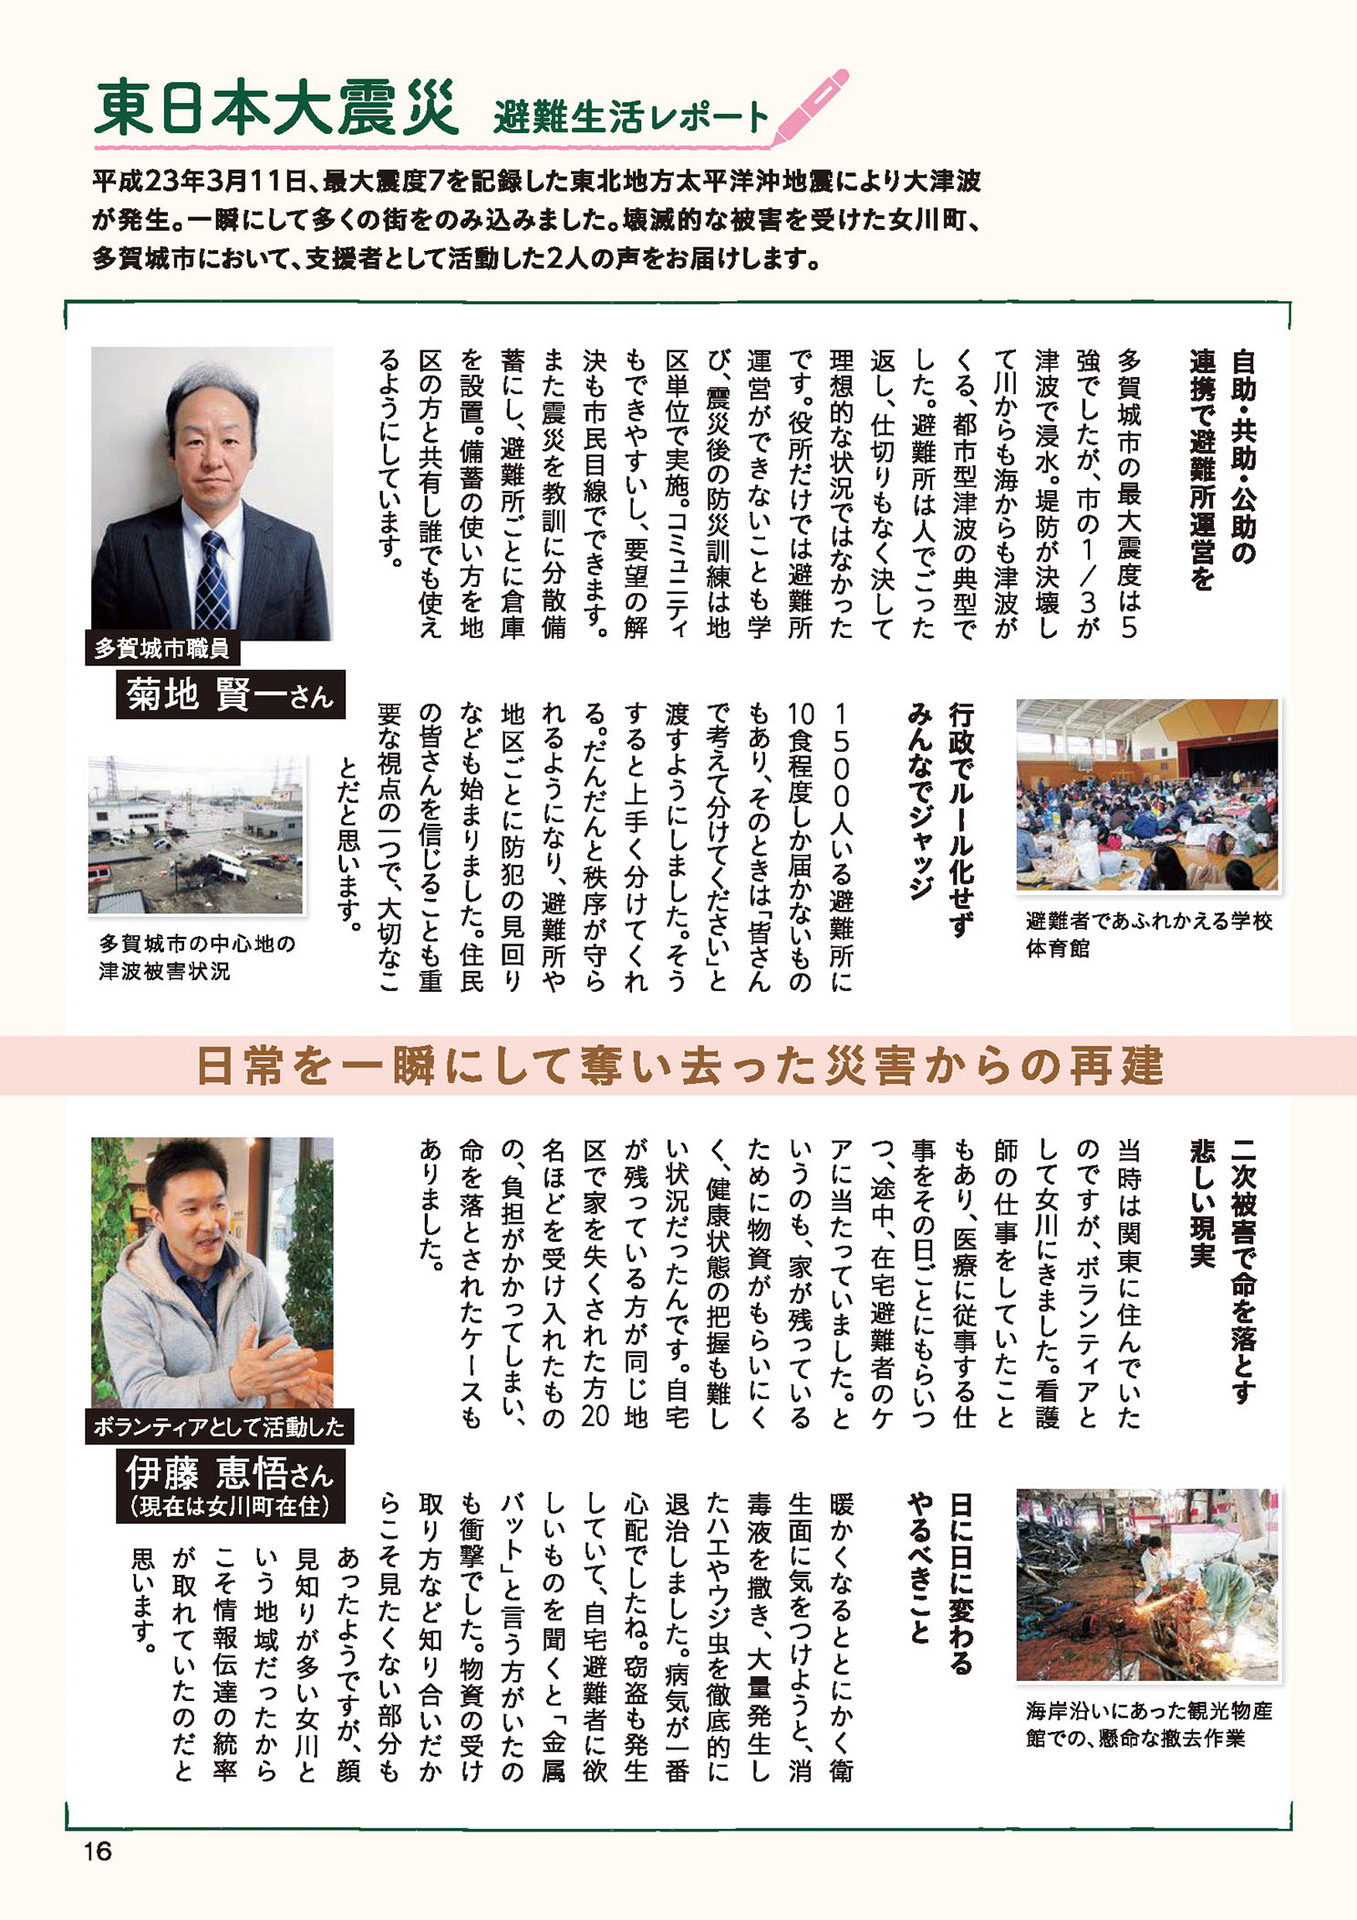 東日本大震災 避難生活レポート
平成23年3月11日、最大震度7を記録した東北地方太平洋沖地震により大津波
が発生。一瞬にして多くの街をのみ込みました。壊滅的な被害を受けた女川町、
多賀城市において、支援者として活動した2人の声をお届けします。
自助・共助・公助の
連携で避難所運営を
多賀城市の最大震度は5
強でしたが、市の1/3が
津波で浸水。堤防が決壊し
て川からも海からも津波が
くる、都市型津波の典型で
した。避難所は人でごった
返し、仕切りもなく決して
理想的な状況ではなかった
です。役所だけでは避難所
運営ができないことも学
び、震災後の防災訓練は地
区単位で実施。コミュニティ
もできやすいし、要望の解
決も市民目線でできます。
また震災を教訓に分散備
蓄にし、避難所ごとに倉庫
を設置。備蓄の使い方を地
区の方と共有し誰でも使え
るようにしています。
多賀城市職員
菊地 賢一さん
避難者であふれかえる学校
体育館
行政でルール化せず
みんなでジャッジ
1500人いる避難所に
10食程度しか届かないもの
もあり、そのときは「皆さん
で考えて分けてください」と
渡すようにしました。そう
すると上手く分けてくれ
る。だんだんと秩序が守ら
れるようになり、避難所や
地区ごとに防犯の見回り
なども始まりました。住民
の皆さんを信じることも重
要な視点の一つで、大切なこ
とだと思います。
多賀城市の中心地の
津波被害状況
日常を一瞬にして奪い去った災害からの再建
二次被害で命を落とす
悲しい現実
当時は関東に住んでいた
のですが、ボランティアと
して女川にきました。看護
師の仕事をしていたこと
もあり、医療に従事する仕
事をその日ごとにもらいつ
つ、途中、在宅避難者のケ
アに当たっていました。と
いうのも、家が残っている
ために物資がもらいにく
く、健康状態の把握も難し
い状況だったんです。自宅
が残っている方が同じ地
区で家を失くされた方20
名ほどを受け入れたもの
の、負担がかかってしまい、
命を落とされたケースも
ありました。
ボランティアとして活動した
伊藤 恵悟さん
（現在は女川町在住）
海岸沿いにあった観光物産
館での、懸命な撤去作業
日に日に変わる
やるべきこと
暖かくなるととにかく衛
生面に気をつけようと、消
毒液を撒き、大量発生し
たハエやウジ虫を徹底的に
退治しました。病気が一番
心配でしたね。窃盗も発生
していて、自宅避難者に欲
しいものを聞くと「金属
バット」と言う方がいたの
も衝撃でした。物資の受け
取り方など知り合いだか
らこそ見たくない部分も
あったようですが、顔
見知りが多い女川と
いう地域だったから
こそ情報伝達の統率
が取れていたのだと
思います。
16